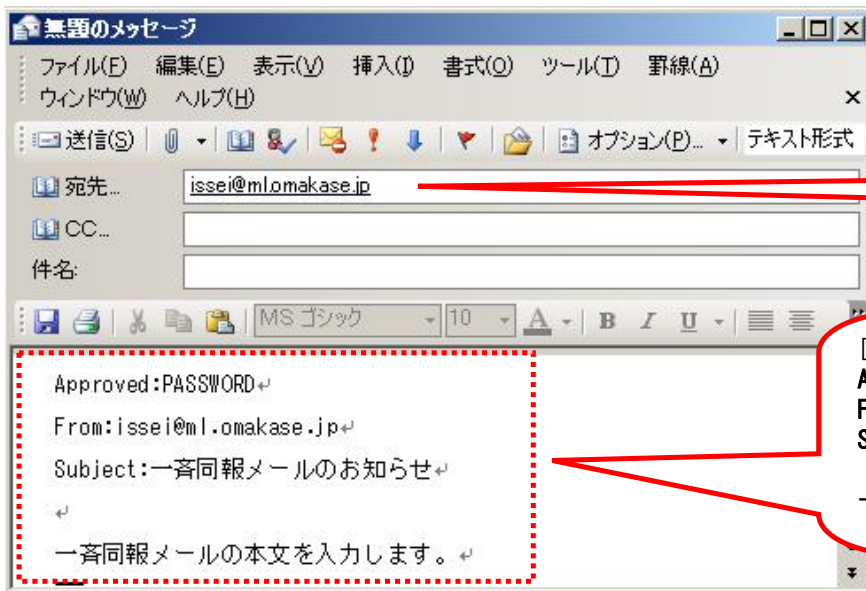 無題のメッセージ
ファイル(F) 編集(E) 表示(V) 挿入(I) 書式(O) ツール(T) 罫線(A)
ウィンドウ(W) ヘルプ(H)
送信(S) オプション(P)... テキスト形式
宛先... issei@ml.omakase.jp
CC...
件名:
MS ゴシック 10 A B I U
Approved:PASSWORD↵
From:issei@ml.omakase.jp↵
Subject:一斉同報メールのお知らせ↵
↵
一斉同報メールの本文を入力します。↵
[
A
F
S